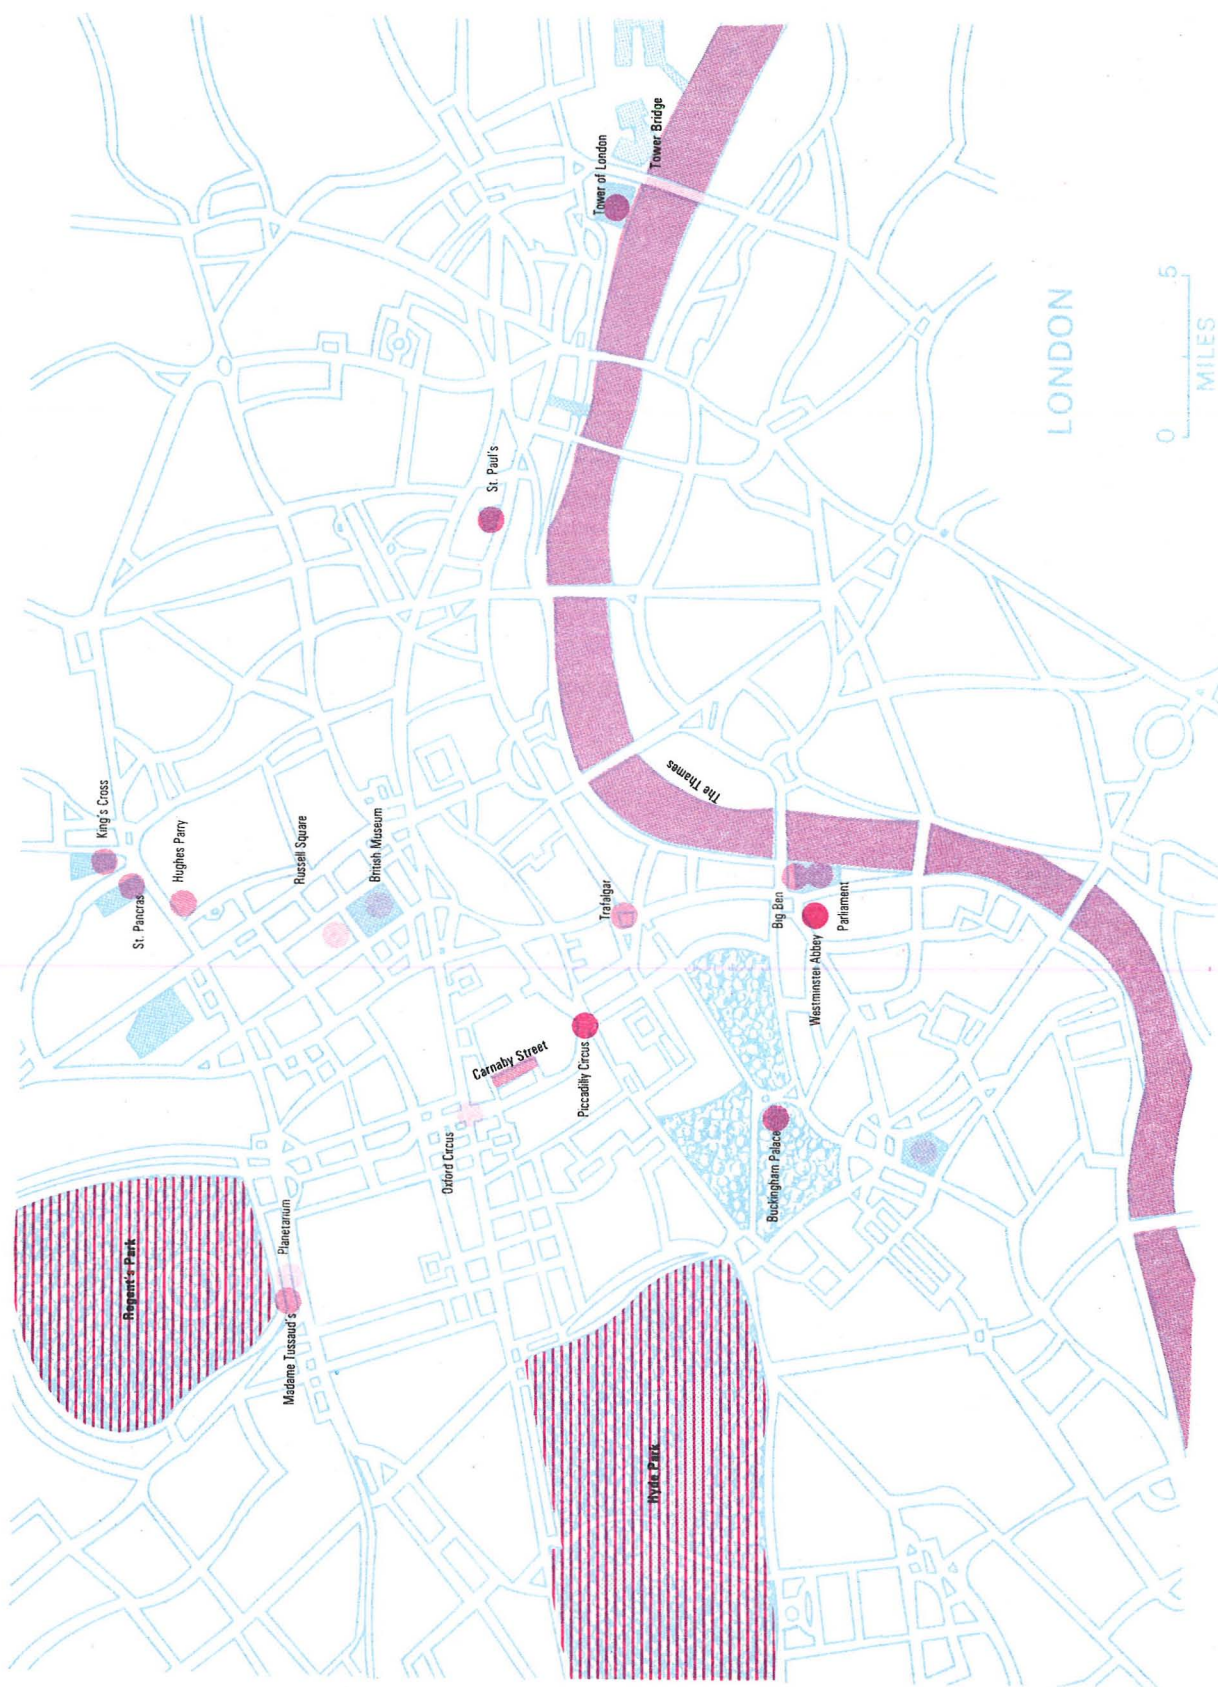 Regent's Park
Madame Tussaud's
Planetarium
St. Pancras
King's Cross
Hughes Parry
Russell Square
British Museum
Oxford Circus
Carnaby Street
St. Paul's
Hyde Park
Piccadilly Circus
Trafalgar
Tower of London
Tower Bridge
The Thames
Buckingham Palace
Big Ben
Westminster Abbey
Parliament
LONDON
0 5
MILES